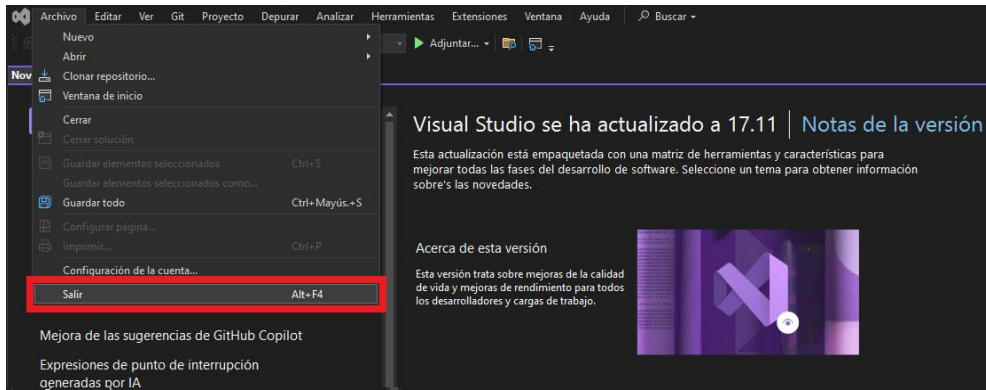 Archivo Editar Ver Git Proyecto Depurar Analizar Herramientas Extensiones Ventana Ayuda Buscar
Adjuntar...
Nov
Nuevo
Abrir
Clonar repositorio...
Ventana de inicio
Cerrar
Cerrar solución
Guardar elementos seleccionados Ctrl+S
Guardar elementos seleccionados como...
Guardar todo Ctrl+Mayús.+S
Configurar página...
Imprimir... Ctrl+P
Configuración de la cuenta...
Salir Alt+F4
Mejora de las sugerencias de GitHub Copilot
Expresiones de punto de interrupción
generadas por IA
Visual Studio se ha actualizado a 17.11 | Notas de la versión
Esta actualización está empaquetada con una matriz de herramientas y características para
mejorar todas las fases del desarrollo de software. Seleccione un tema para obtener información
sobre's las novedades.
Acerca de esta versión
Esta versión trata sobre mejoras de la calidad
de vida y mejoras de rendimiento para todos
los desarrolladores y cargas de trabajo.